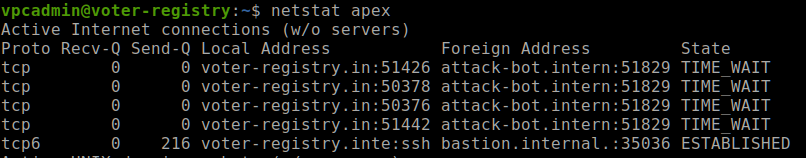 vpcadmin@voter-registry:~$ netstat apex
Active Internet connections (w/o servers)
Proto Recv-Q Send-Q Local Address           Foreign Address         State
tcp        0      0 voter-registry.in:51426 attack-bot.intern:51829 TIME_WAIT
tcp        0      0 voter-registry.in:50378 attack-bot.intern:51829 TIME_WAIT
tcp        0      0 voter-registry.in:50376 attack-bot.intern:51829 TIME_WAIT
tcp        0      0 voter-registry.in:51442 attack-bot.intern:51829 TIME_WAIT
tcp6       0    216 voter-registry.inte:ssh bastion.internal.:35036 ESTABLISHED